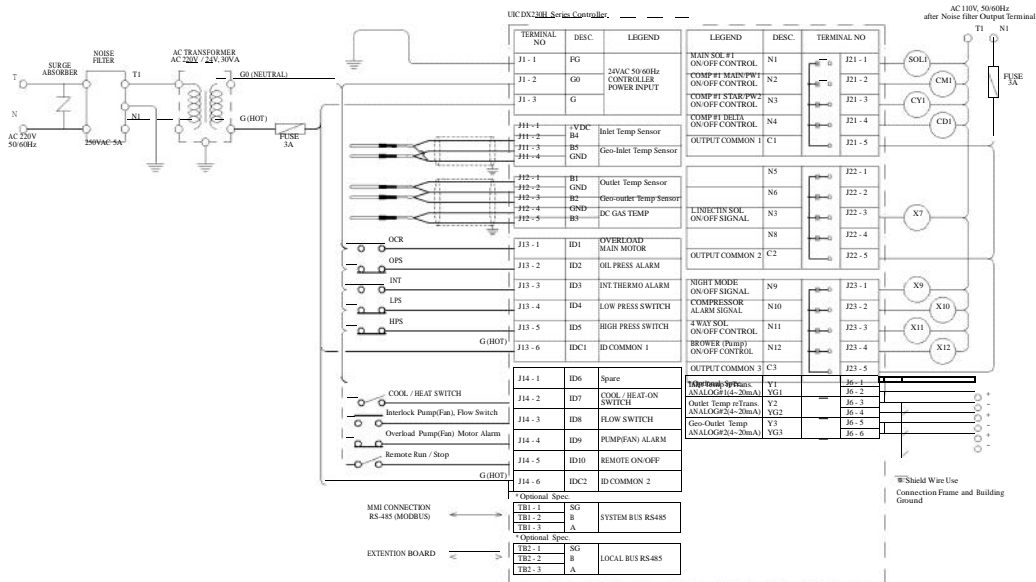 UIC DX230H Series Controller
AC 110V, 50/60Hz
after Noise filter Output Terminal
T1 N1
FUSE
3A
SURGE
ABSORBER
NOISE
FILTER
AC TRANSFORMER
AC 220V / 24V, 30VA
T
N
T1
N1
AC 220V
50/60Hz
250VAC 5A
G0 (NEUTRAL)
G (HOT)
FUSE
3A
TERMINAL NO DESC. LEGEND
J1 - 1 FG
J1 - 2 G0
J1 - 3 G
24VAC 50/60Hz
CONTROLLER
POWER INPUT
J11 - 1 +VDC
J11 - 2 B4 Inlet Temp Sensor
J11 - 3 B5 Geo-Inlet Temp Sensor
J11 - 4 GND
J12 - 1 B1 Outlet Temp Sensor
J12 - 2 GND
J12 - 3 B2 Geo-outlet Temp Sensor
J12 - 4 GND DC GAS TEMP
J12 - 5 B3
OCR
J13 - 1 ID1 OVERLOAD
MAIN MOTOR
OPS
J13 - 2 ID2 OIL PRESS ALARM
INT
J13 - 3 ID3 INT. THERMO ALARM
LPS
J13 - 4 ID4 LOW PRESS SWITCH
HPS
J13 - 5 ID5 HIGH PRESS SWITCH
G (HOT)
J13 - 6 IDC1 ID COMMON 1
J14 - 1 ID6 Spare
COOL / HEAT SWITCH
J14 - 2 ID7 COOL / HEAT-ON
SWITCH
Interlock Pump(Fan), Flow Switch
J14 - 3 ID8 FLOW SWITCH
Overload Pump(Fan) Motor Alarm
J14 - 4 ID9 PUMP(FAN) ALARM
Remote Run / Stop
J14 - 5 ID10 REMOTE ON/OFF
G (HOT)
J14 - 6 IDC2 ID COMMON 2
* Optional Spec.
MMI CONNECTION
RS-485 (MODBUS)
TB1 - 1 SG
TB1 - 2 B SYSTEM BUS RS485
TB1 - 3 A
* Optional Spec.
EXTENTION BOARD
TB2 - 1 SG
TB2 - 2 B LOCAL BUS RS485
TB2 - 3 A
LEGEND DESC. TERMINAL NO
MAIN SOL #1
ON/OFF CONTROL N1 J21 - 1 SOL1
COMP #1 MAIN/PW1
ON/OFF CONTROL N2 J21 - 2 CM1
COMP #1 STAR/PW2
ON/OFF CONTROL N3 J21 - 3 CY1
COMP #1 DELTA
ON/OFF CONTROL N4 J21 - 4 CD1
OUTPUT COMMON 1 C1 J21 - 5
N5 J22 - 1
N6 J22 - 2
LINJECTIN SOL
ON/OFF SIGNAL N3 J22 - 3 X7
N8 J22 - 4
OUTPUT COMMON 2 C2 J22 - 5
NIGHT MODE
ON/OFF SIGNAL N9 J23 - 1 X9
COMPRESSOR
ALARM SIGNAL N10 J23 - 2 X10
4 WAY SOL
ON/OFF CONTROL N11 J23 - 3 X11
BROWER (Pump)
ON/OFF CONTROL N12 J23 - 4 X12
OUTPUT COMMON 3 C3 J23 - 5
* Optional Spec.
Inlet Temp reTrans. Y1 J6 - 1
ANALOG#1(4~20mA) YG1 J6 - 2
Outlet Temp reTrans. Y2 J6 - 3
ANALOG#2(4~20mA) YG2 J6 - 4
Geo-Outlet Temp Y3 J6 - 5
ANALOG#2(4~20mA) YG3 J6 - 6
+
-
+
-
+
-
Shield Wire Use
Connection Frame and Building
Ground